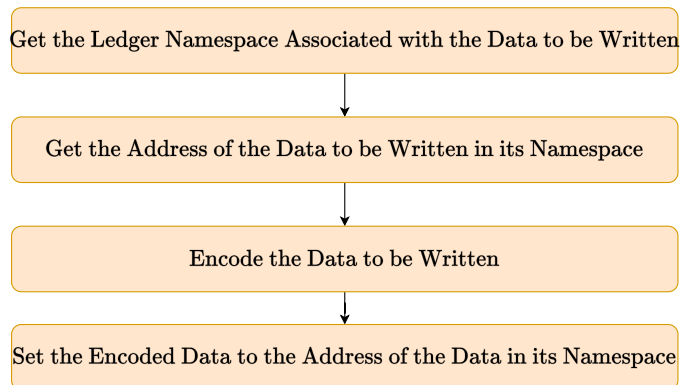 Get the Ledger Namespace Associated with the Data to be Written
Get the Address of the Data to be Written in its Namespace
Encode the Data to be Written
Set the Encoded Data to the Address of the Data in its Namespace